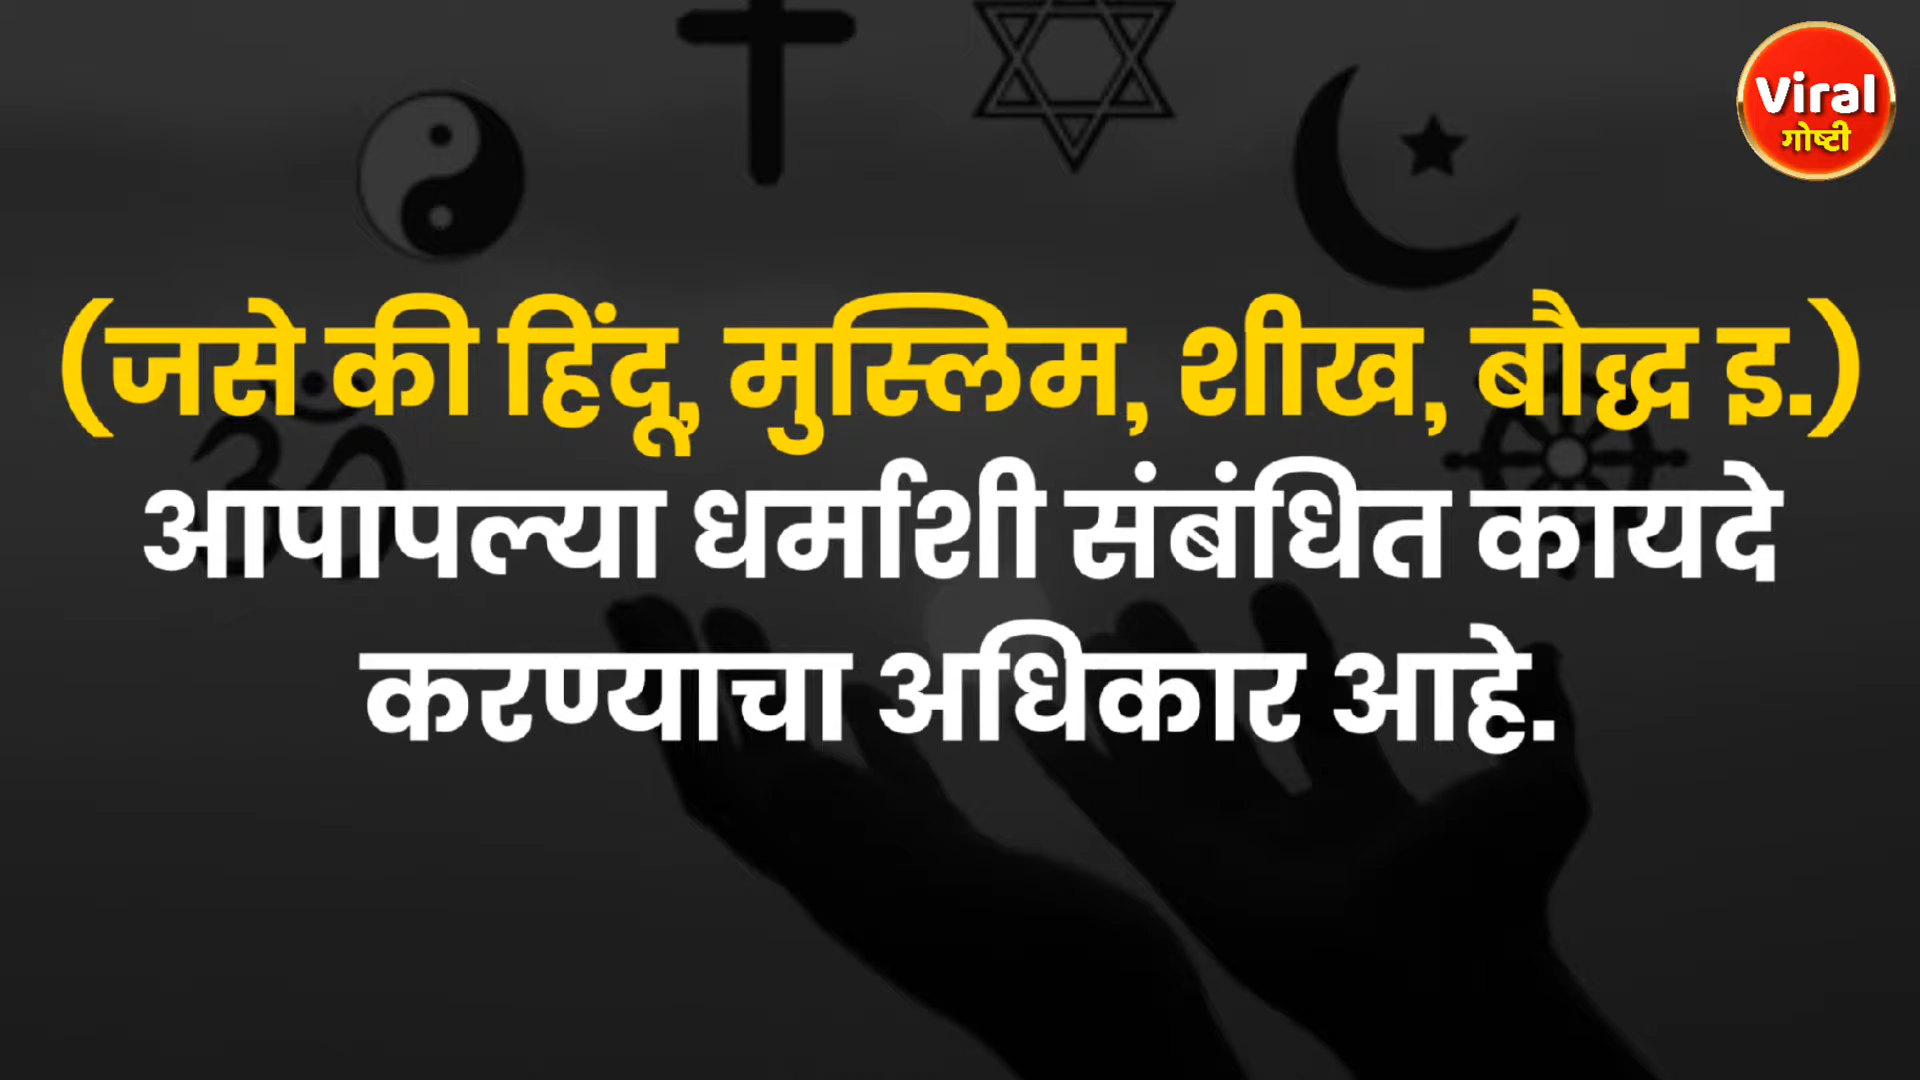 Viral
गोष्टी
(जसे की हिंदू, मुस्लिम, शीख, बौद्ध इ.)
आपापल्या धर्माशी संबंधित कायदे
करण्याचा अधिकार आहे.